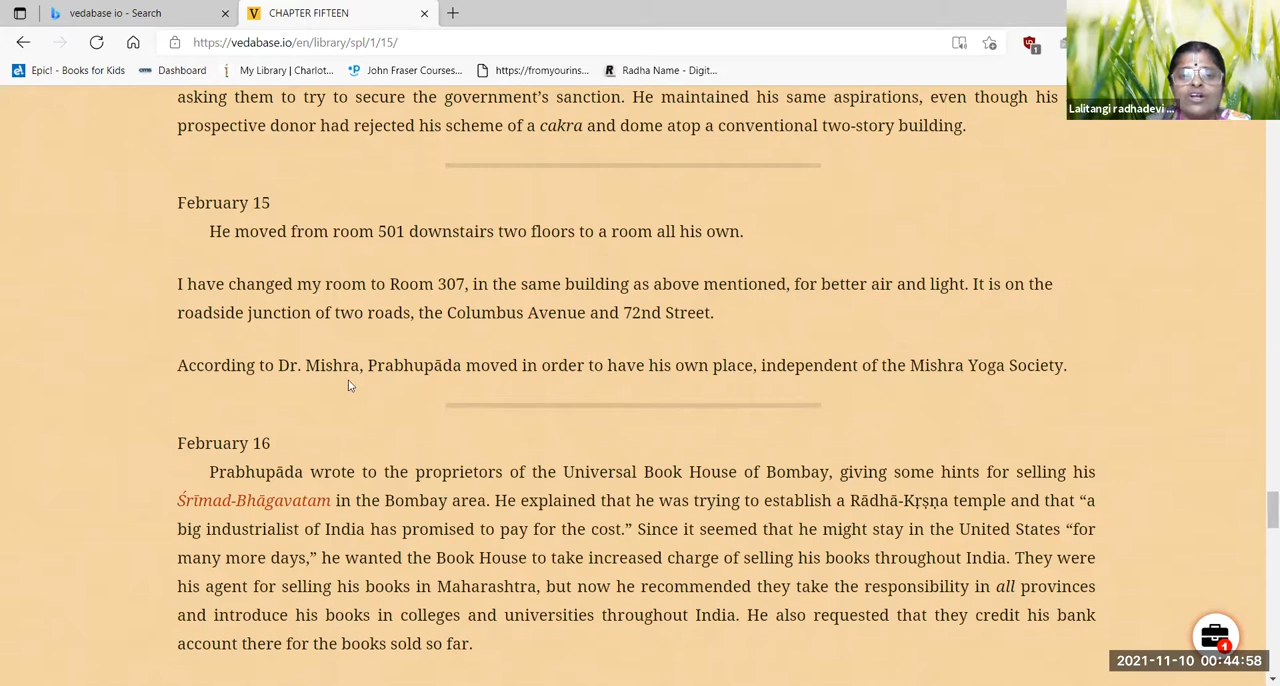 vedabase io - Search
CHAPTER FIFTEEN
https://vedabase.io/en/library/spl/1/15/
Epic! - Books for Kids
Dashboard
My Library | Charlot...
John Fraser Courses...
https://fromyourins...
Radha Name - Digit...
Lalitangi radhadevi ...
asking them to try to secure the government’s sanction. He maintained his same aspirations, even though his
prospective donor had rejected his scheme of a cakra and dome atop a conventional two-story building.
February 15
He moved from room 501 downstairs two floors to a room all his own.
I have changed my room to Room 307, in the same building as above mentioned, for better air and light. It is on the
roadside junction of two roads, the Columbus Avenue and 72nd Street.
According to Dr. Mishra, Prabhupāda moved in order to have his own place, independent of the Mishra Yoga Society.
February 16
Prabhupāda wrote to the proprietors of the Universal Book House of Bombay, giving some hints for selling his
Śrīmad-Bhāgavatam in the Bombay area. He explained that he was trying to establish a Rādhā-Kṛṣṇa temple and that “a
big industrialist of India has promised to pay for the cost.” Since it seemed that he might stay in the United States “for
many more days,” he wanted the Book House to take increased charge of selling his books throughout India. They were
his agent for selling his books in Maharashtra, but now he recommended they take the responsibility in all provinces
and introduce his books in colleges and universities throughout India. He also requested that they credit his bank
account there for the books sold so far.
1
1
2021-11-10 00:44:58